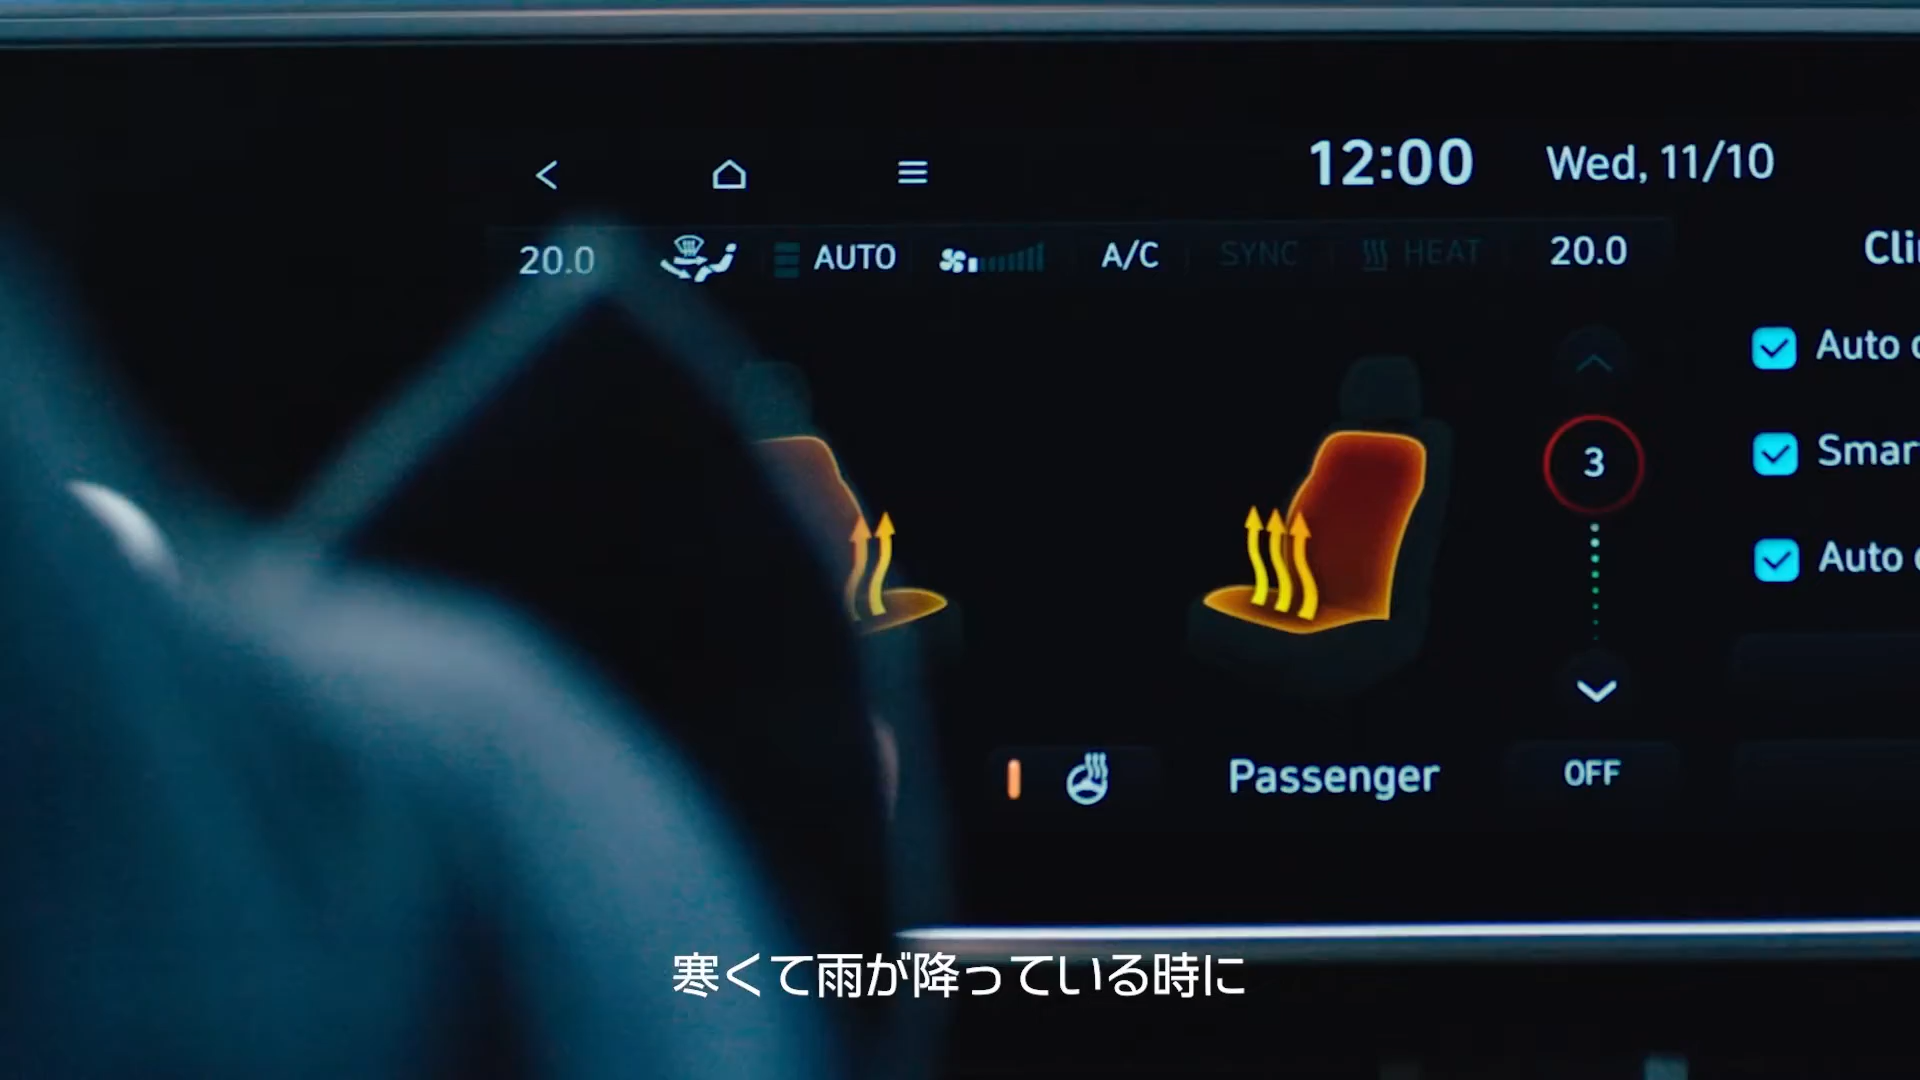 12:00 Wed, 11/10
20.0 AUTO A/C SYNC HEAT 20.0
Auto
3
Auto
Passenger OFF
寒くて雨が降っている時に